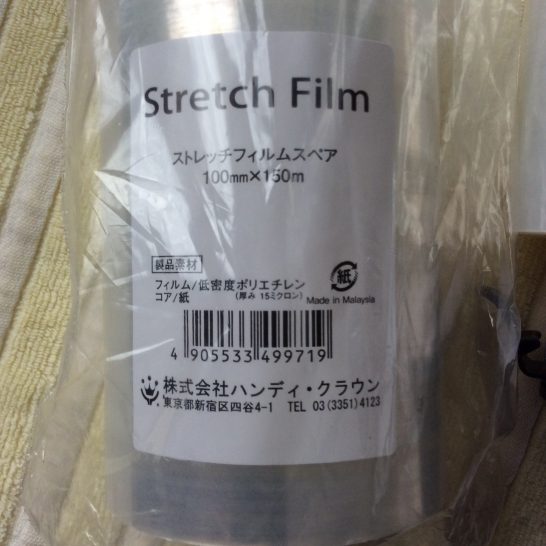 Stretch Film
ストレッチフィルムスペア
100mm×150m
製品素材
フィルム/低密度ポリエチレン
(厚み 15ミクロン)
コア/紙
紙
Made in Malaysia
4 905533 499719
株式会社ハンディ・クラウン
東京都新宿区四谷4-1 TEL 03(3351)4123